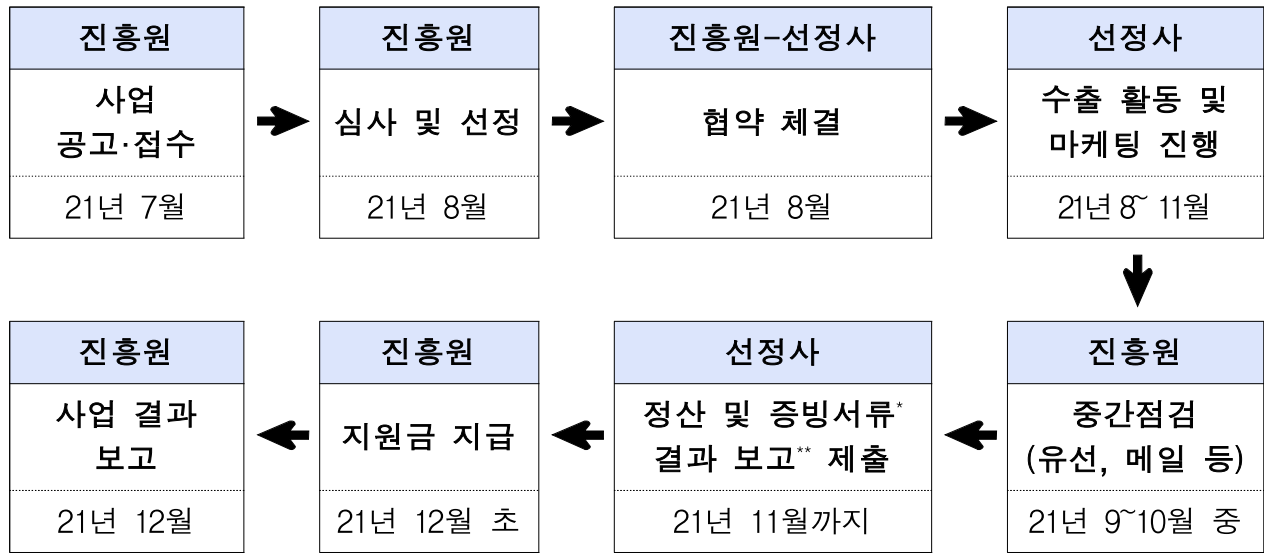 진흥원
사업
공고·접수
21년 7월
진흥원
심사 및 선정
21년 8월
진흥원-선정사
협약 체결
21년 8월
선정사
수출 활동 및
마케팅 진행
21년 8~ 11월
진흥원
중간점검
(유선, 메일 등)
21년 9~10월 중
선정사
정산 및 증빙서류*
결과 보고** 제출
21년 11월까지
진흥원
지원금 지급
21년 12월 초
진흥원
사업 결과
보고
21년 12월